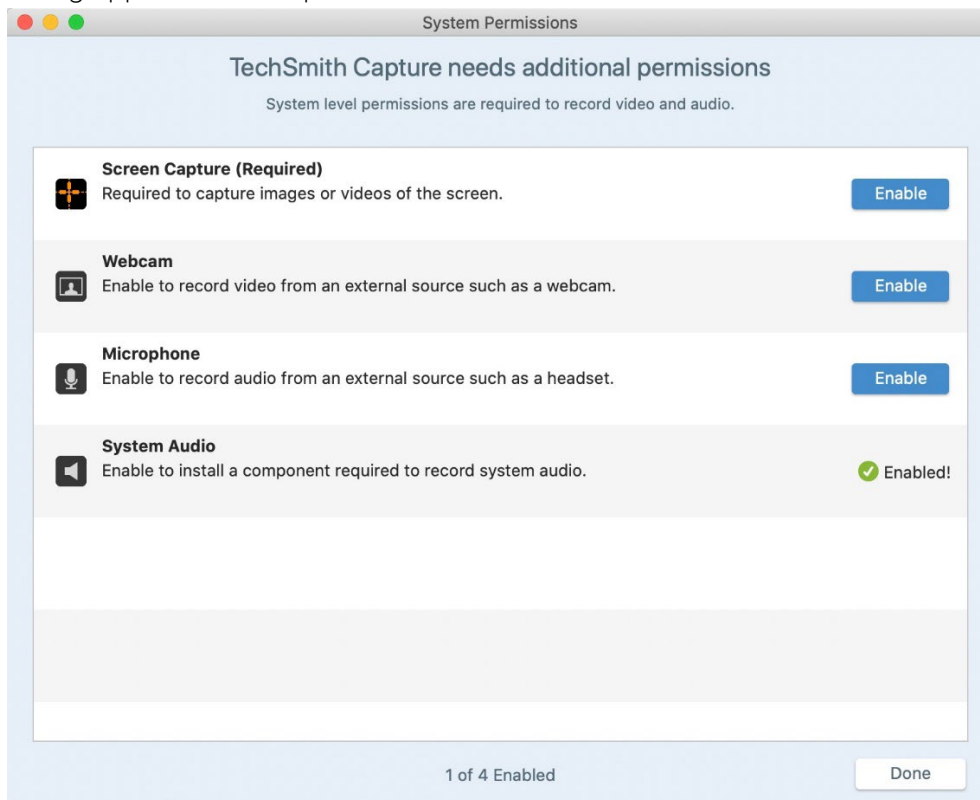 System Permissions
TechSmith Capture needs additional permissions
System level permissions are required to record video and audio.
Screen Capture (Required)
Required to capture images or videos of the screen.
Enable
Webcam
Enable to record video from an external source such as a webcam.
Enable
Microphone
Enable to record audio from an external source such as a headset.
Enable
System Audio
Enable to install a component required to record system audio.
Enabled!
1 of 4 Enabled
Done